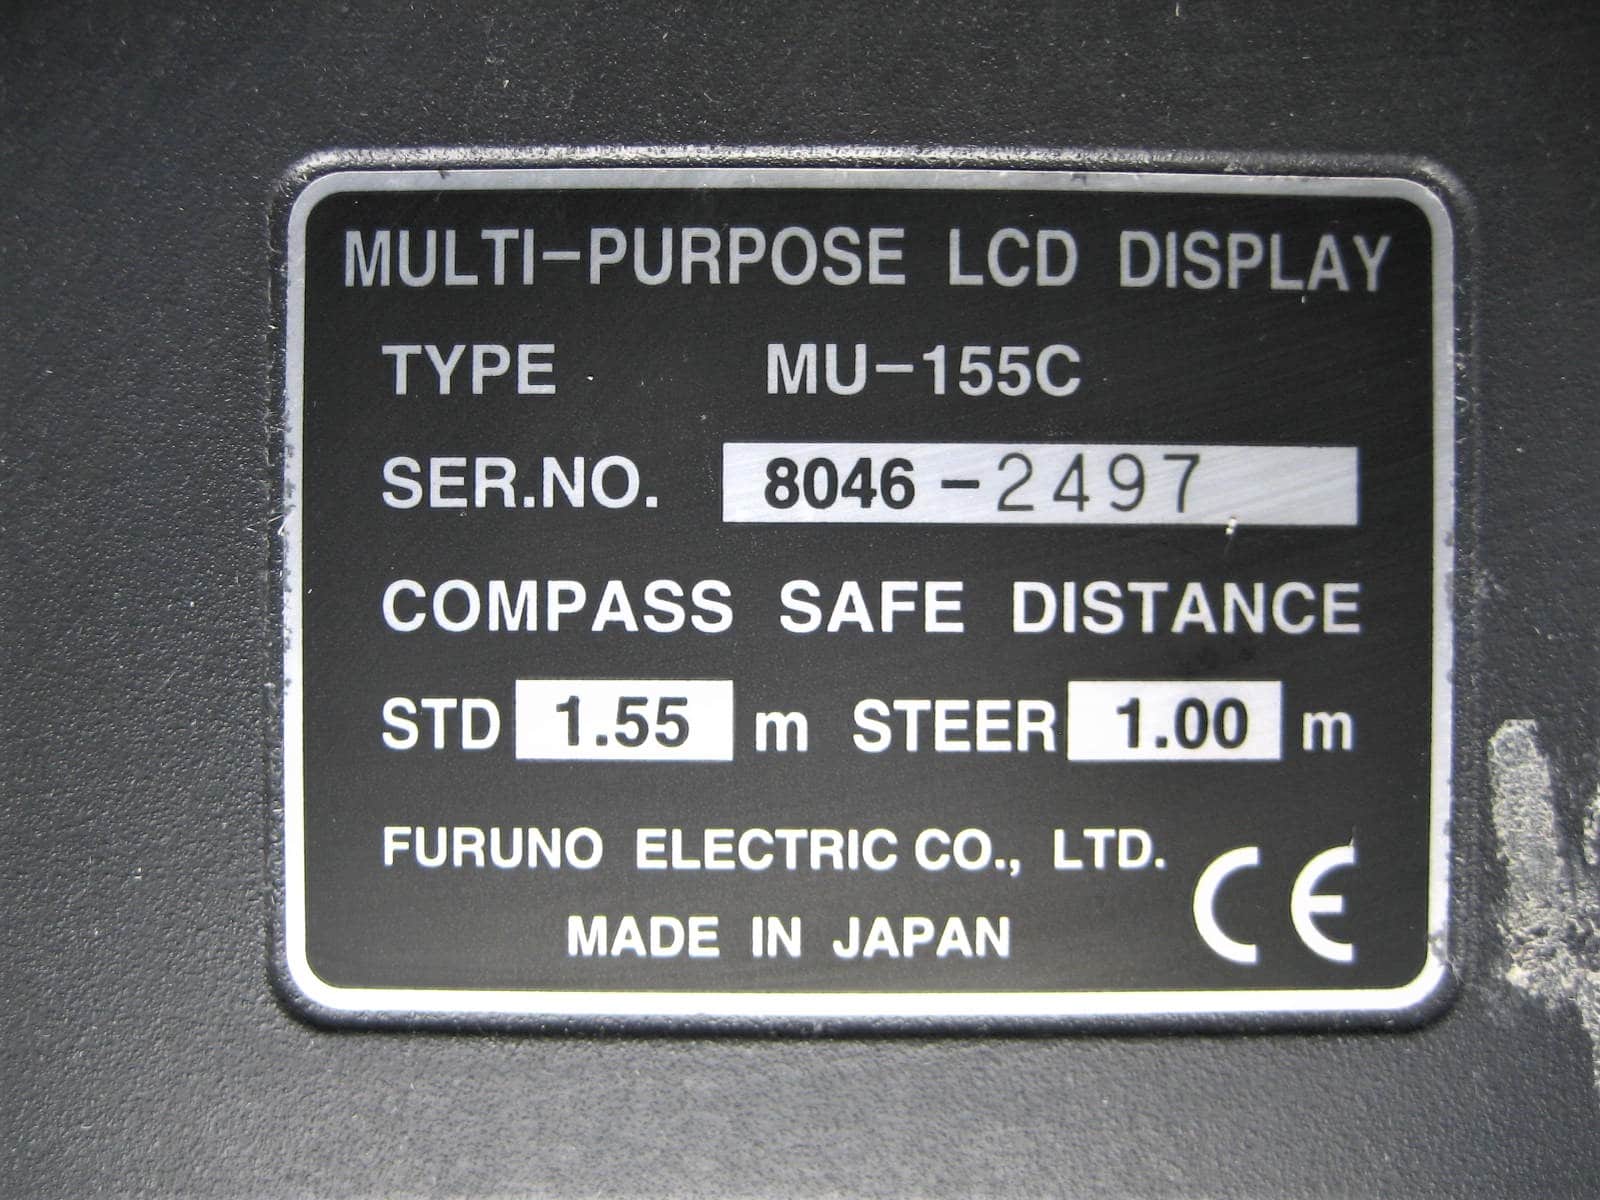 MULTI-PURPOSE LCD DISPLAY
TYPE MU-155C
SER.NO. 8046-2497
COMPASS SAFE DISTANCE
STD 1.55 m STEER 1.00 m
FURUNO ELECTRIC CO., LTD.
MADE IN JAPAN CE